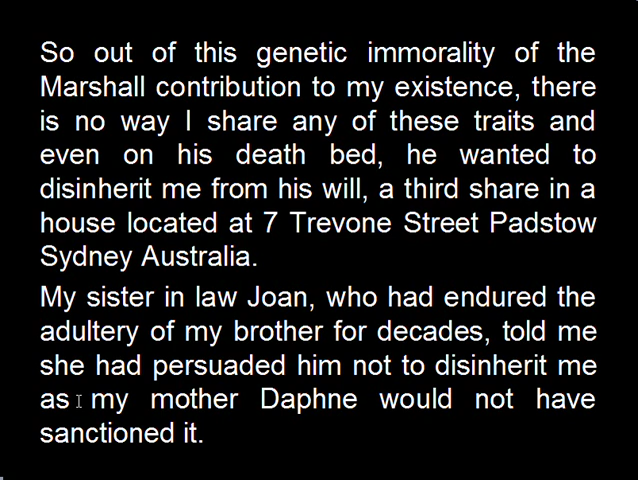 So out of this genetic immorality of the
Marshall contribution to my existence, there
is no way I share any of these traits and
even on his death bed, he wanted to
disinherit me from his will, a third share in a
house located at 7 Trevone Street Padstow
Sydney Australia.
My sister in law Joan, who had endured the
adultery of my brother for decades, told me
she had persuaded him not to disinherit me
as my mother Daphne would not have
sanctioned it.